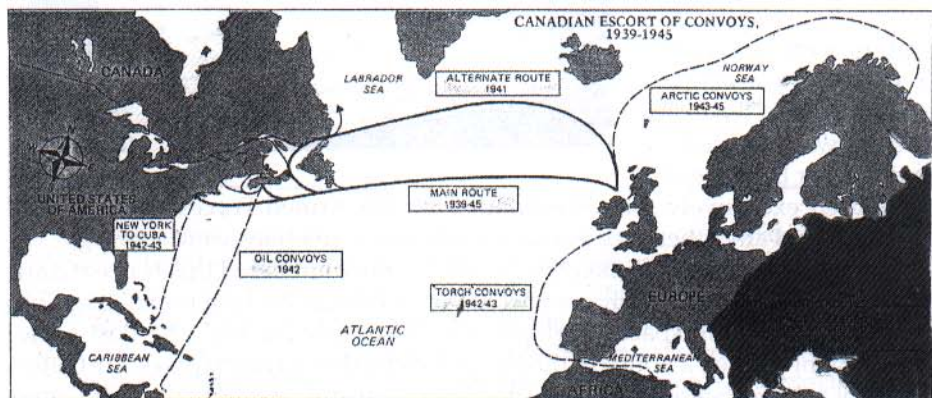 CANADIAN ESCORT OF CONVOYS,
1939-1945
CANADA
LABRADOR
SEA
ALTERNATE ROUTE
1941
NORWAY
SEA
ARCTIC CONVOYS
1943-45
N
UNITED STATES
OF AMERICA
MAIN ROUTE
1939-45
NEW YORK
TO CUBA
1942-43
OIL CONVOYS
1942
TORCH CONVOYS
1942-43
EUROPE
ATLANTIC
OCEAN
CARIBBEAN
SEA
MEDITERRANEAN
SEA
AFRICA